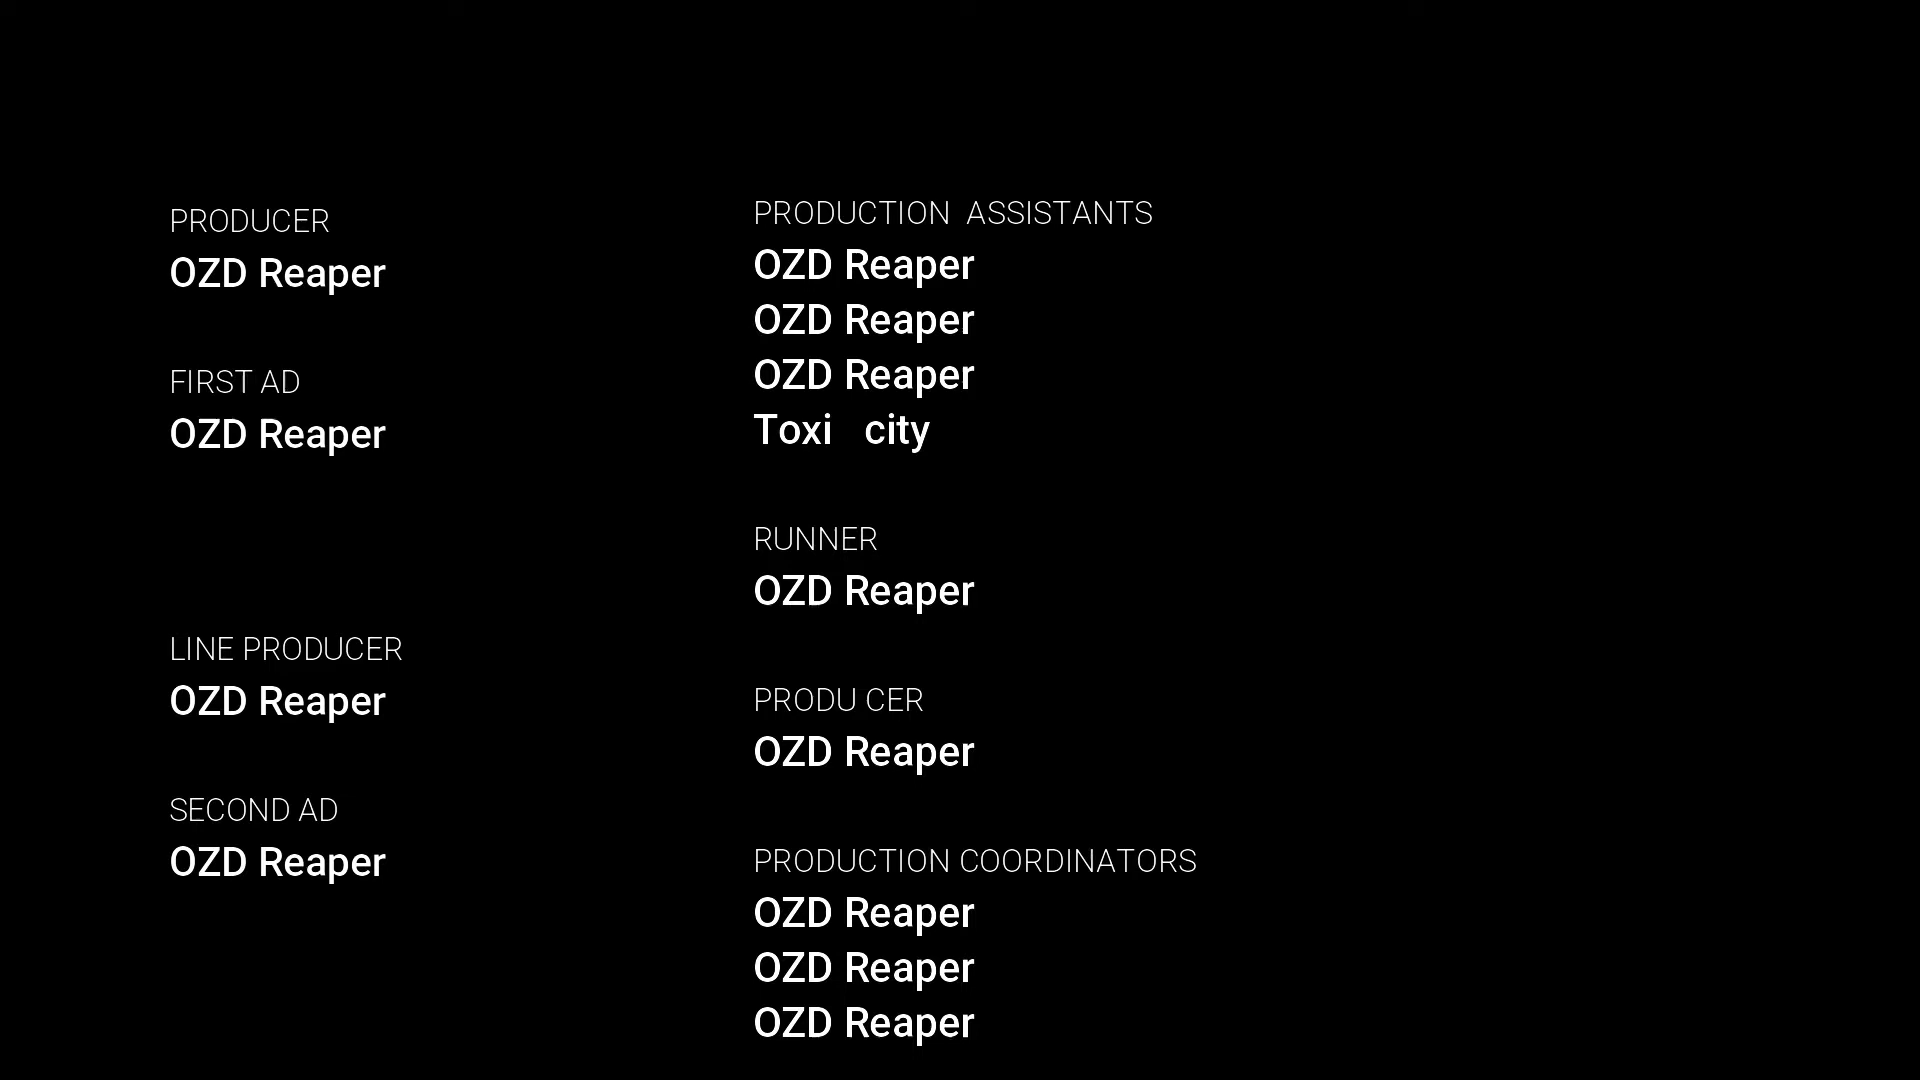 PRODUCER
OZD Reaper
FIRST AD
OZD Reaper
LINE PRODUCER
OZD Reaper
SECOND AD
OZD Reaper
PRODUCTION  ASSISTANTS
OZD Reaper
OZD Reaper
OZD Reaper
Toxi   city
RUNNER
OZD Reaper
PRODU CER
OZD Reaper
PRODUCTION COORDINATORS
OZD Reaper
OZD Reaper
OZD Reaper